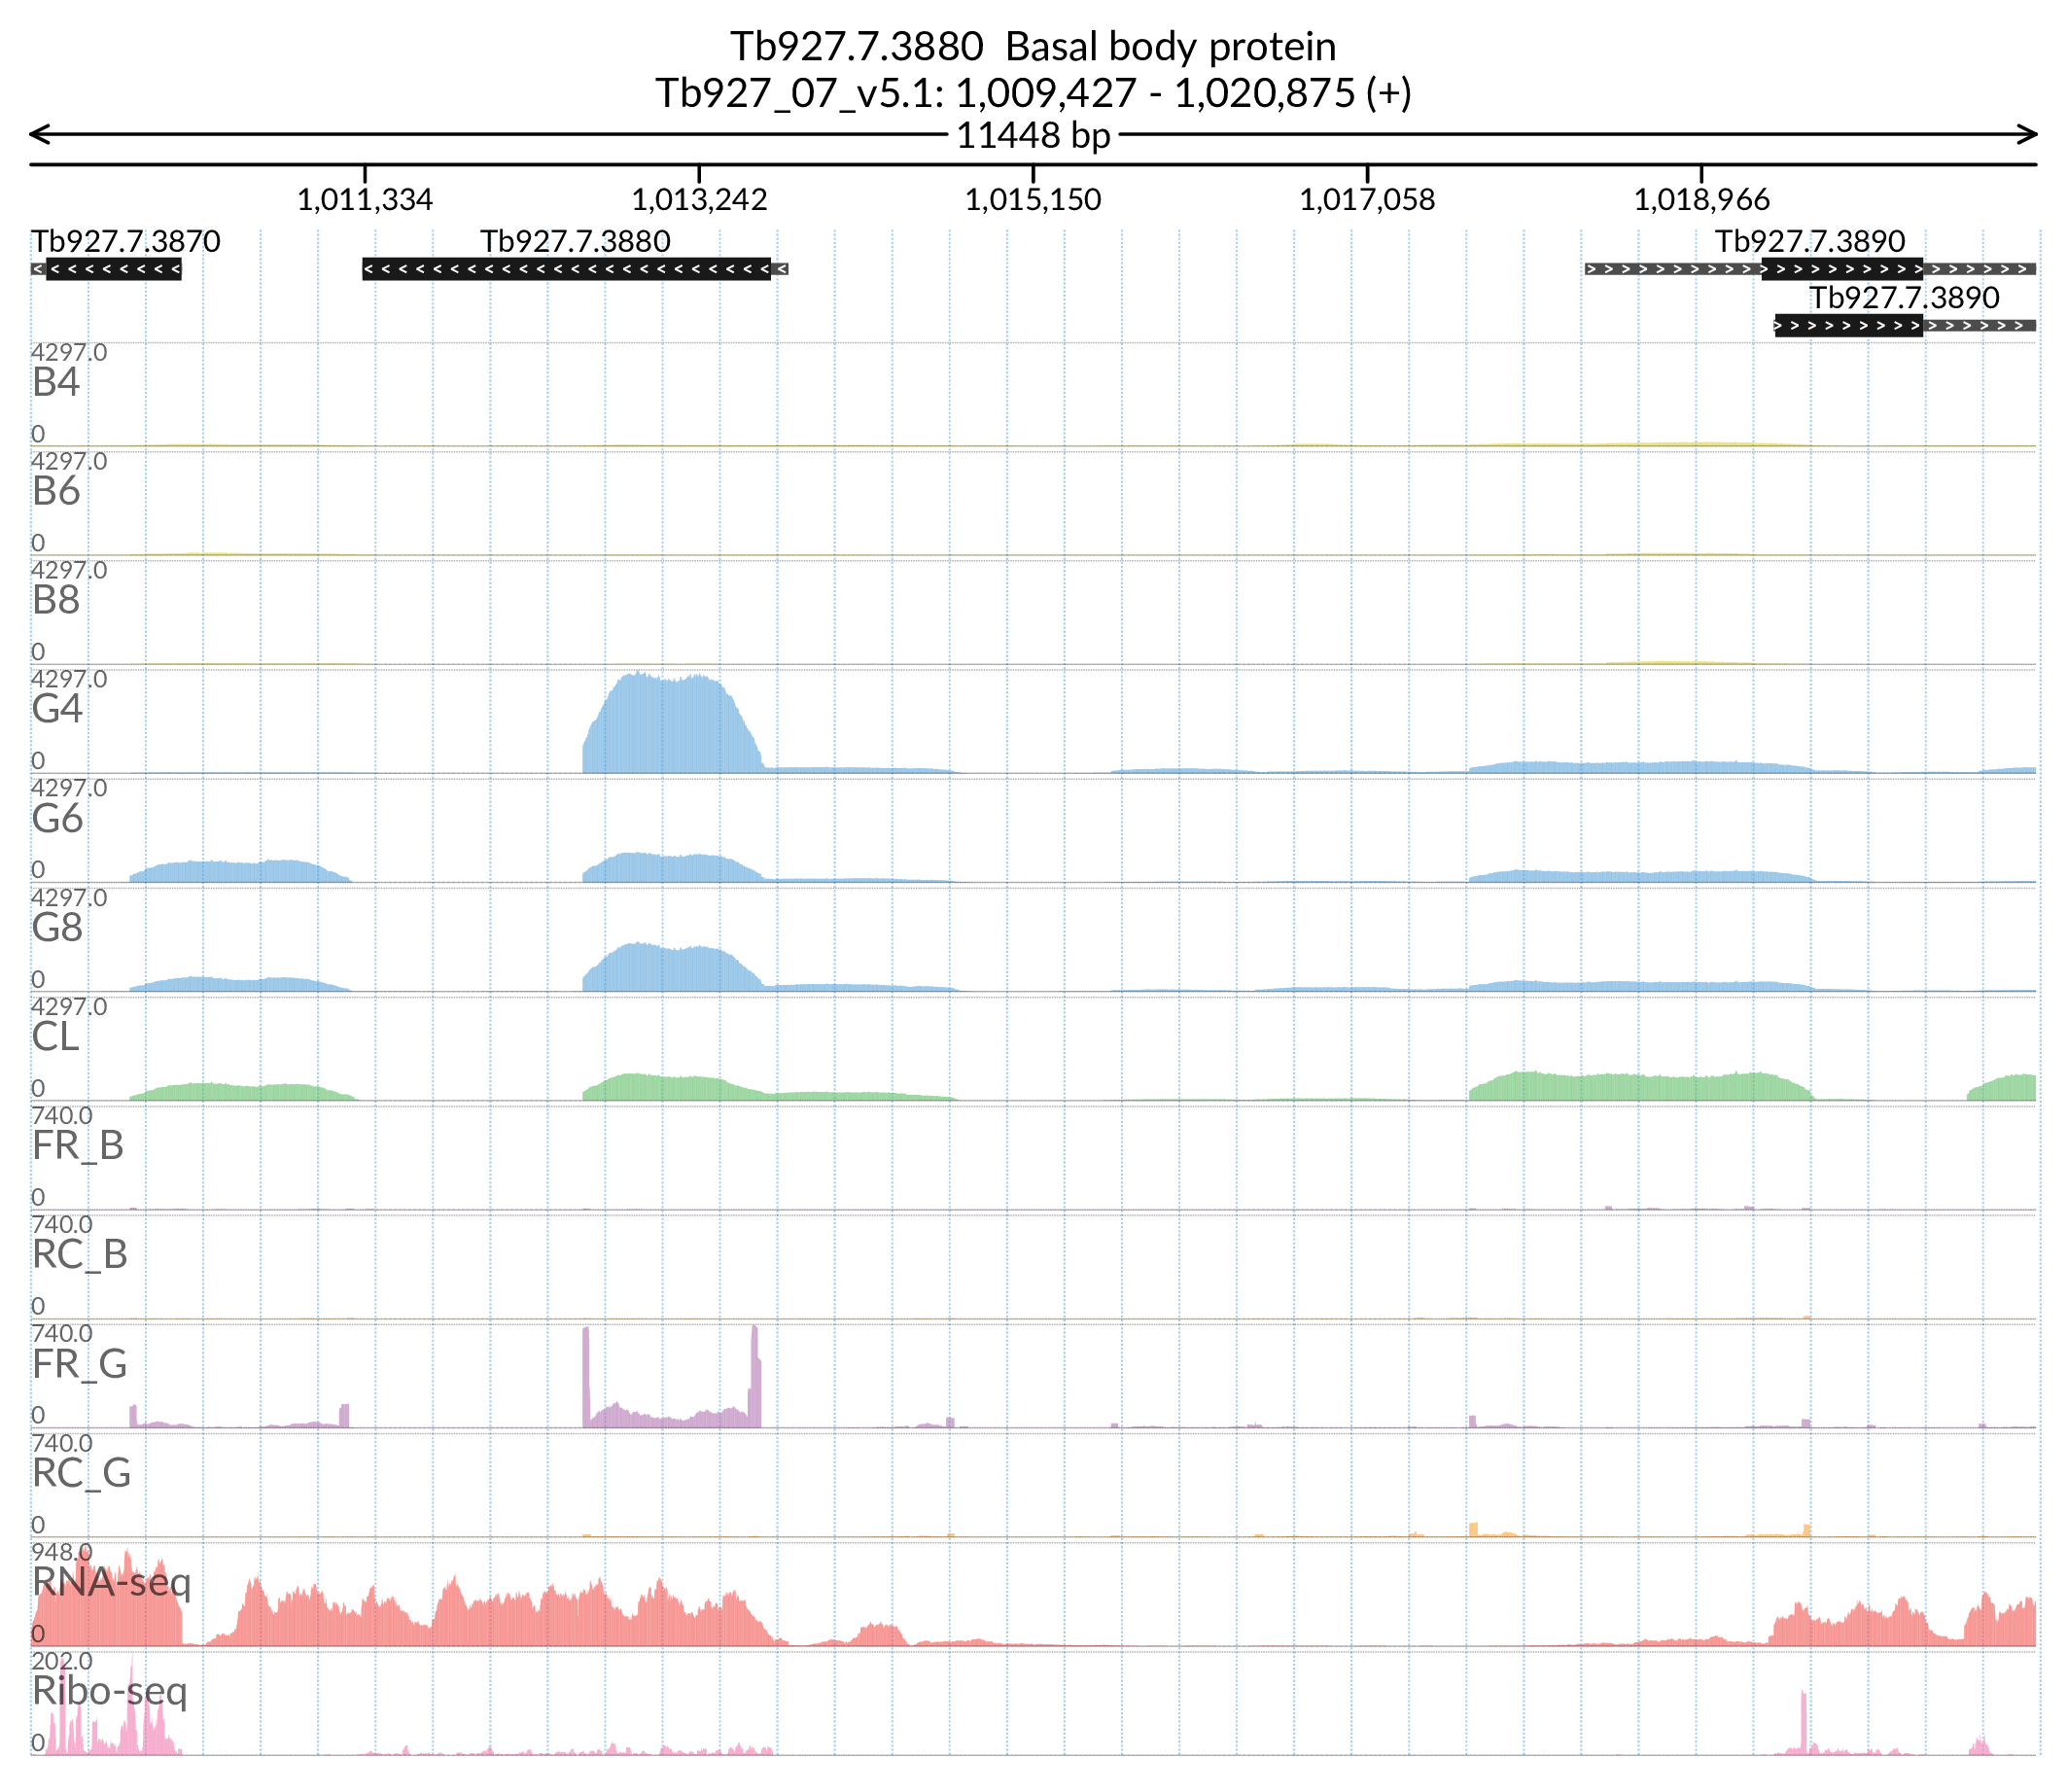 Tb927.7.3880 Basal body protein
Tb927_07_v5.1: 1,009,427 - 1,020,875 (+)
11448 bp
1,011,334 1,013,242 1,015,150 1,017,058 1,018,966
Tb927.7.3870 Tb927.7.3880 Tb927.7.3890
Tb927.7.3890
4297.0
B4
0
4297.0
B6
0
4297.0
B8
0
4297.0
G4
0
4297.0
G6
0
4297.0
G8
0
4297.0
CL
0
740.0
FR_B
0
740.0
RC_B
0
740.0
FR_G
0
740.0
RC_G
0
948.0
RNA-seq
0
202.0
Ribo-seq
0